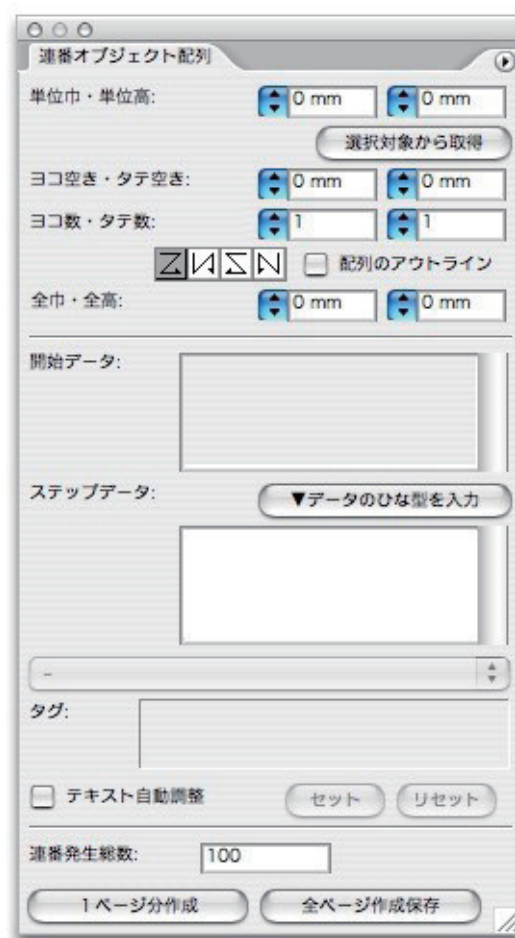 連番オブジェクト配列
単位巾・単位高: 0 mm 0 mm
選択対象から取得
ヨコ空き・タテ空き: 0 mm 0 mm
ヨコ数・タテ数: 1 1
配列のアウトライン
全巾・全高: 0 mm 0 mm
開始データ:
ステップデータ: ▼データのひな型を入力
-
タグ:
テキスト自動調整 セット リセット
連番発生総数: 100
1ページ分作成 全ページ作成保存